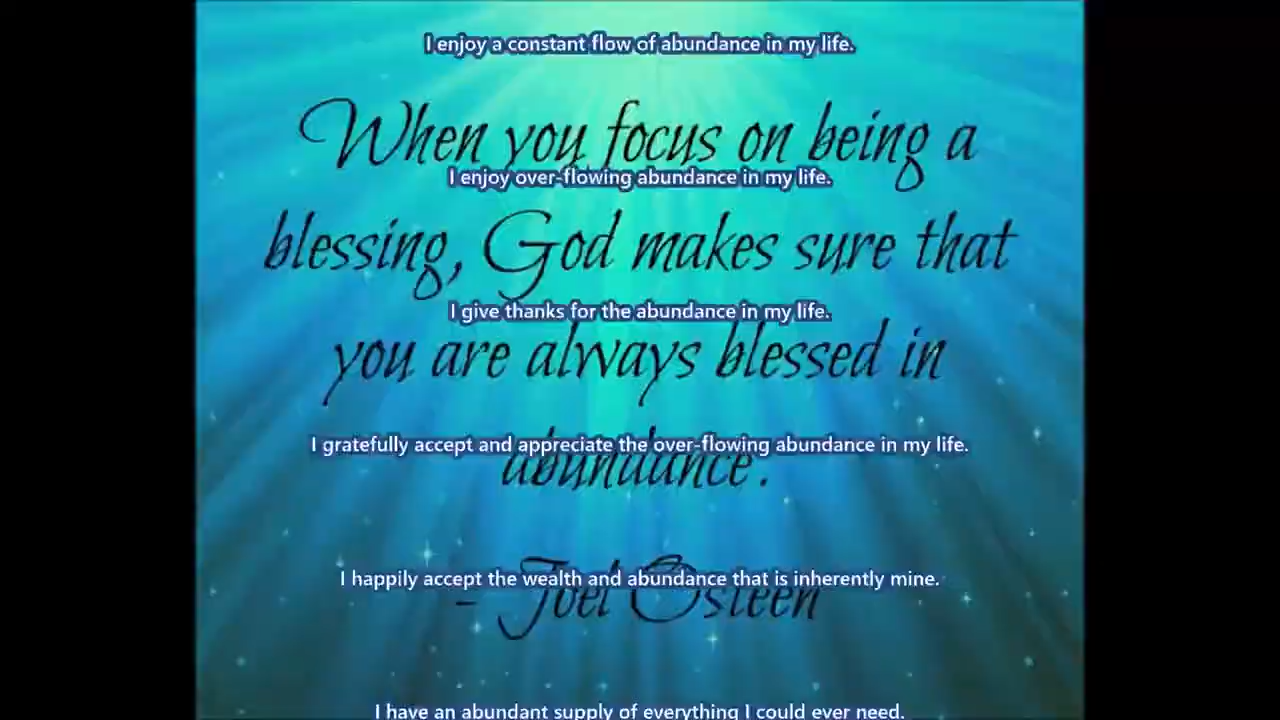 I enjoy a constant flow of abundance in my life.
When you focus on being a
I enjoy over-flowing abundance in my life.
blessing, God makes sure that
I give thanks for the abundance in my life.
you are always blessed in
I gratefully accept and appreciate the over-flowing abundance in my life.
abundance.
I happily accept the wealth and abundance that is inherently mine.
- Joel Osteen
I have an abundant supply of everything I could ever need.